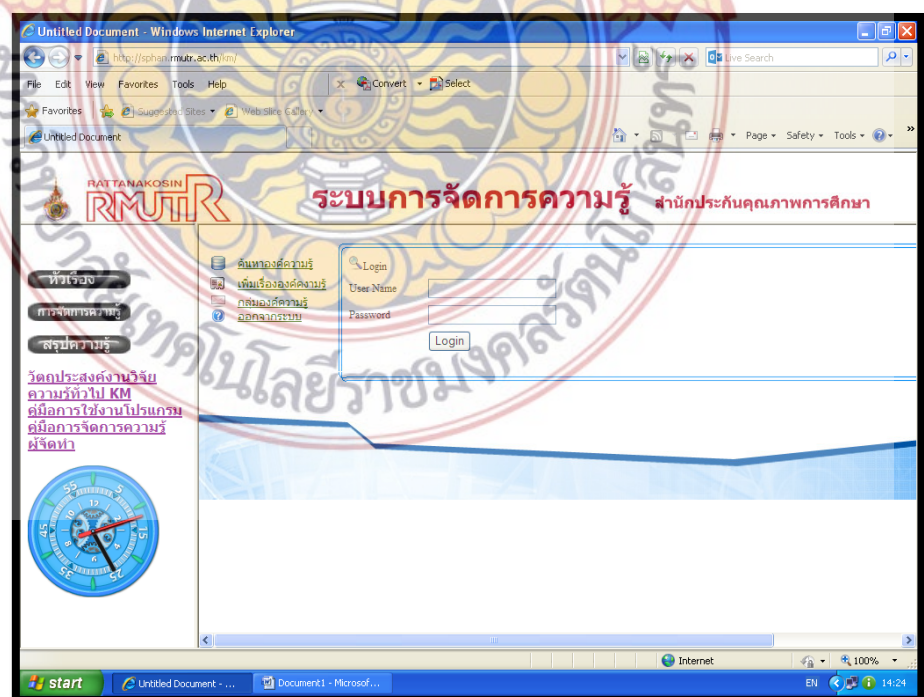 Untitled Document - Windows Internet Explorer
http://sphan.rmutr.ac.th/km/
Live Search
File Edit View Favorites Tools Help
x Convert Select
Favorites Suggested Sites Web Slice Gallery
Untitled Document
Page Safety Tools »
RATTANAKOSIN
RMUTR
ระบบการจัดการความรู้ สำนักประกันคุณภาพการศึกษา
หัวเรื่อง
การจัดการความรู้
สรุปความรู้
วัตถุประสงค์งานวิจัย
ความรู้ทั่วไป KM
คู่มือการใช้งานโปรแกรม
คู่มือการจัดการความรู้
ผู้จัดทำ
ค้นหาองค์ความรู้
เพิ่มเรื่ององค์ความรู้
กลุ่มองค์ความรู้
ออกจากระบบ
Login
User Name
Password
Login
55 5
12
45 15
6
Internet 100%
start Untitled Document - ... Document1 - Microsof... EN 14:24